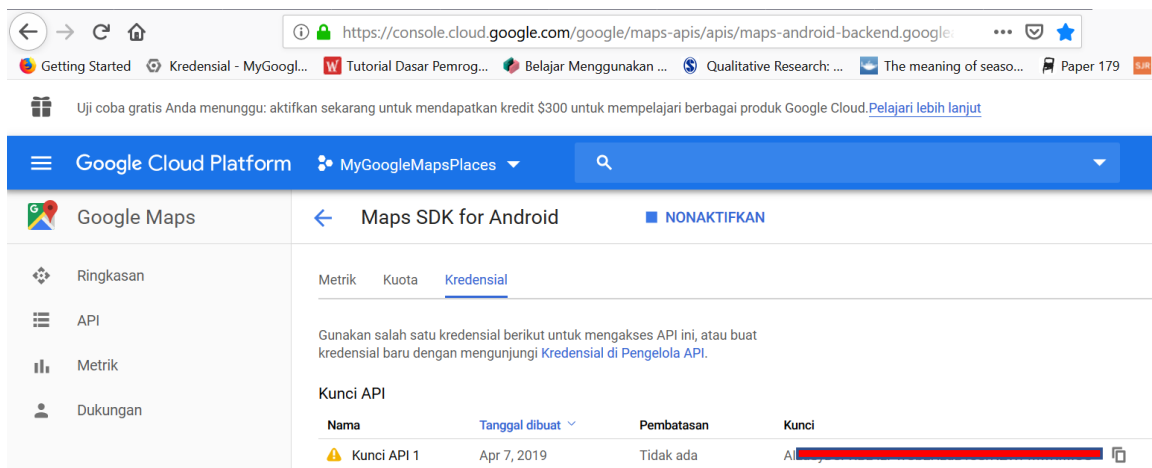 https://console.cloud.google.com/google/maps-apis/apis/maps-android-backend.google
Getting Started Kredensial - MyGoogl... W Tutorial Dasar Pemrog... Belajar Menggunakan ... Qualitative Research: ... The meaning of seaso... Paper 179 SJR
Uji coba gratis Anda menunggu: aktifkan sekarang untuk mendapatkan kredit $300 untuk mempelajari berbagai produk Google Cloud.Pelajari lebih lanjut
Google Cloud Platform MyGoogleMapsPlaces
Google Maps
Maps SDK for Android NONAKTIFKAN
Ringkasan
API
Metrik
Dukungan
Metrik Kuota Kredensial
Gunakan salah satu kredensial berikut untuk mengakses API ini, atau buat
kredensial baru dengan mengunjungi Kredensial di Pengelola API.
Kunci API
Nama Tanggal dibuat Pembatasan Kunci
Kunci API 1 Apr 7, 2019 Tidak ada